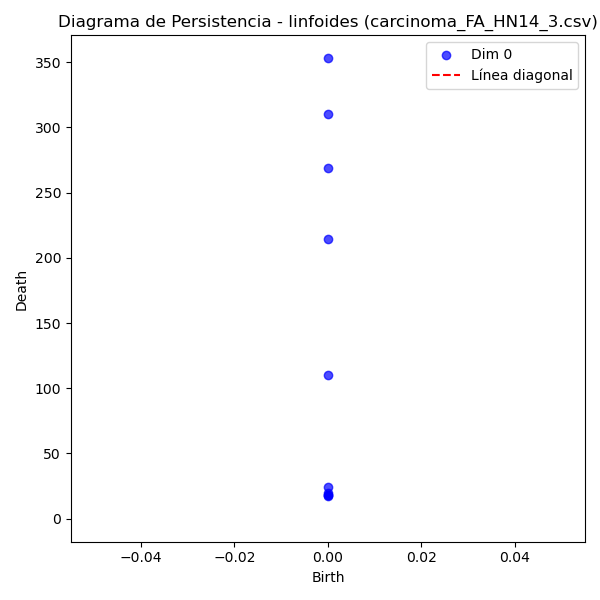 Diagrama de Persistencia - linfoides (carcinoma_FA_HN14_3.csv)
Dim 0
Línea diagonal
350
300
250
200
150
100
50
0
Death
−0.04
−0.02
0.00
0.02
0.04
Birth